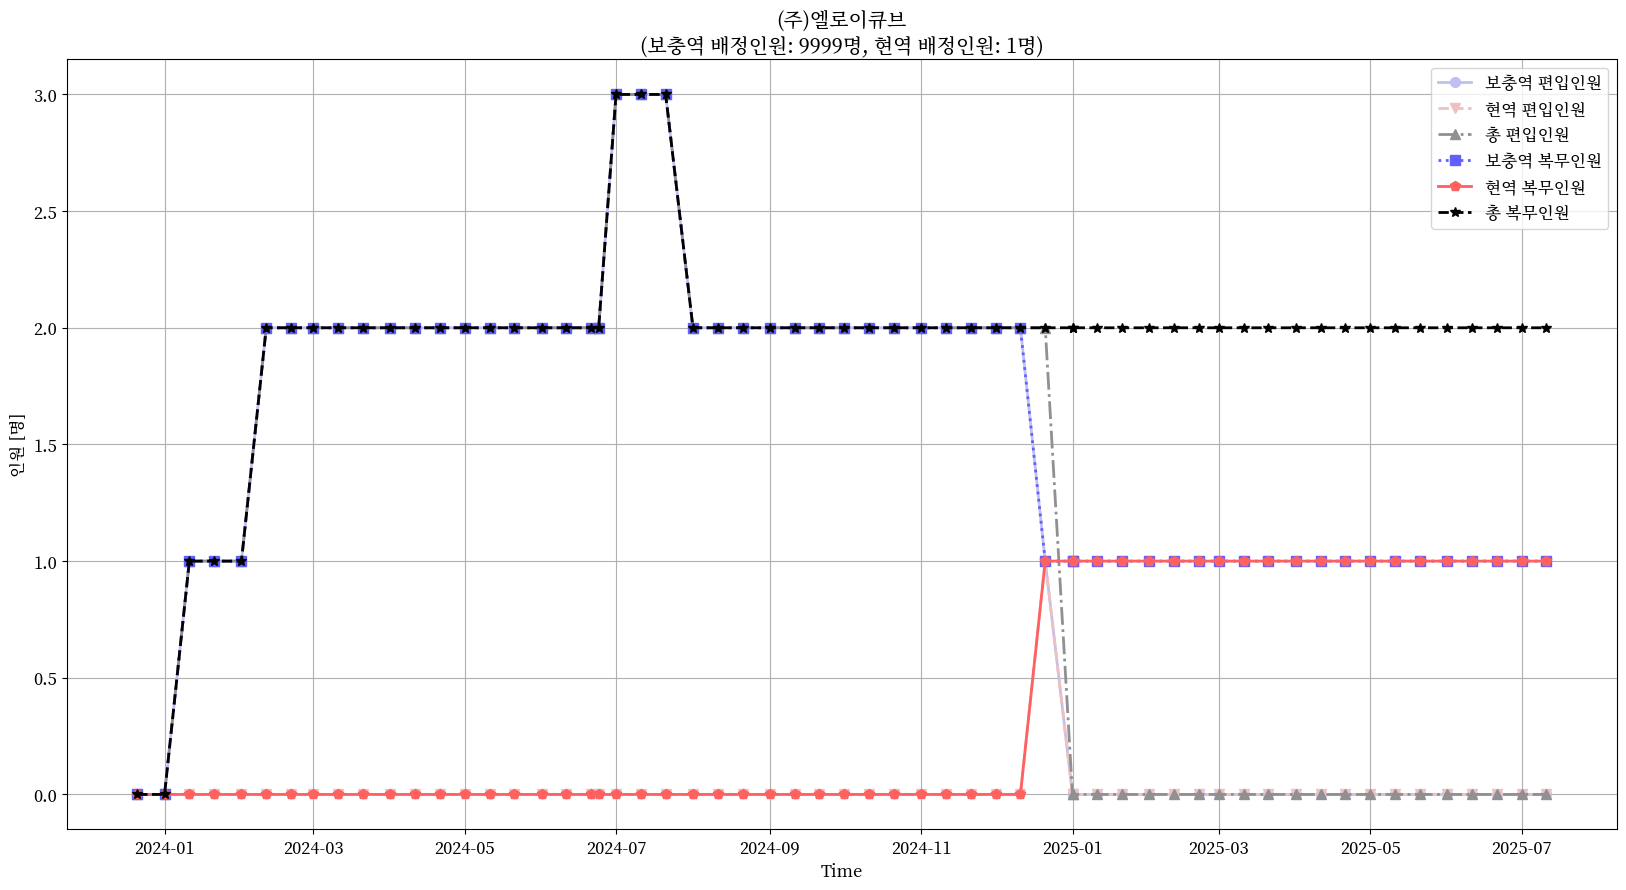 (주)엘로이큐브
(보충역 배정인원: 9999명, 현역 배정인원: 1명)
보충역 편입인원
현역 편입인원
총 편입인원
보충역 복무인원
현역 복무인원
총 복무인원
인원 [명]
3.0
2.5
2.0
1.5
1.0
0.5
0.0
2024-01 2024-03 2024-05 2024-07 2024-09 2024-11 2025-01 2025-03 2025-05 2025-07
Time